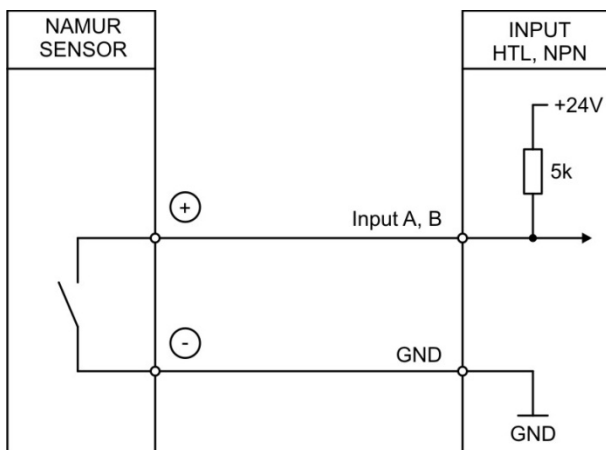 NAMUR
SENSOR
INPUT
HTL, NPN
+24V
5k
+
Input A, B
-
GND
GND